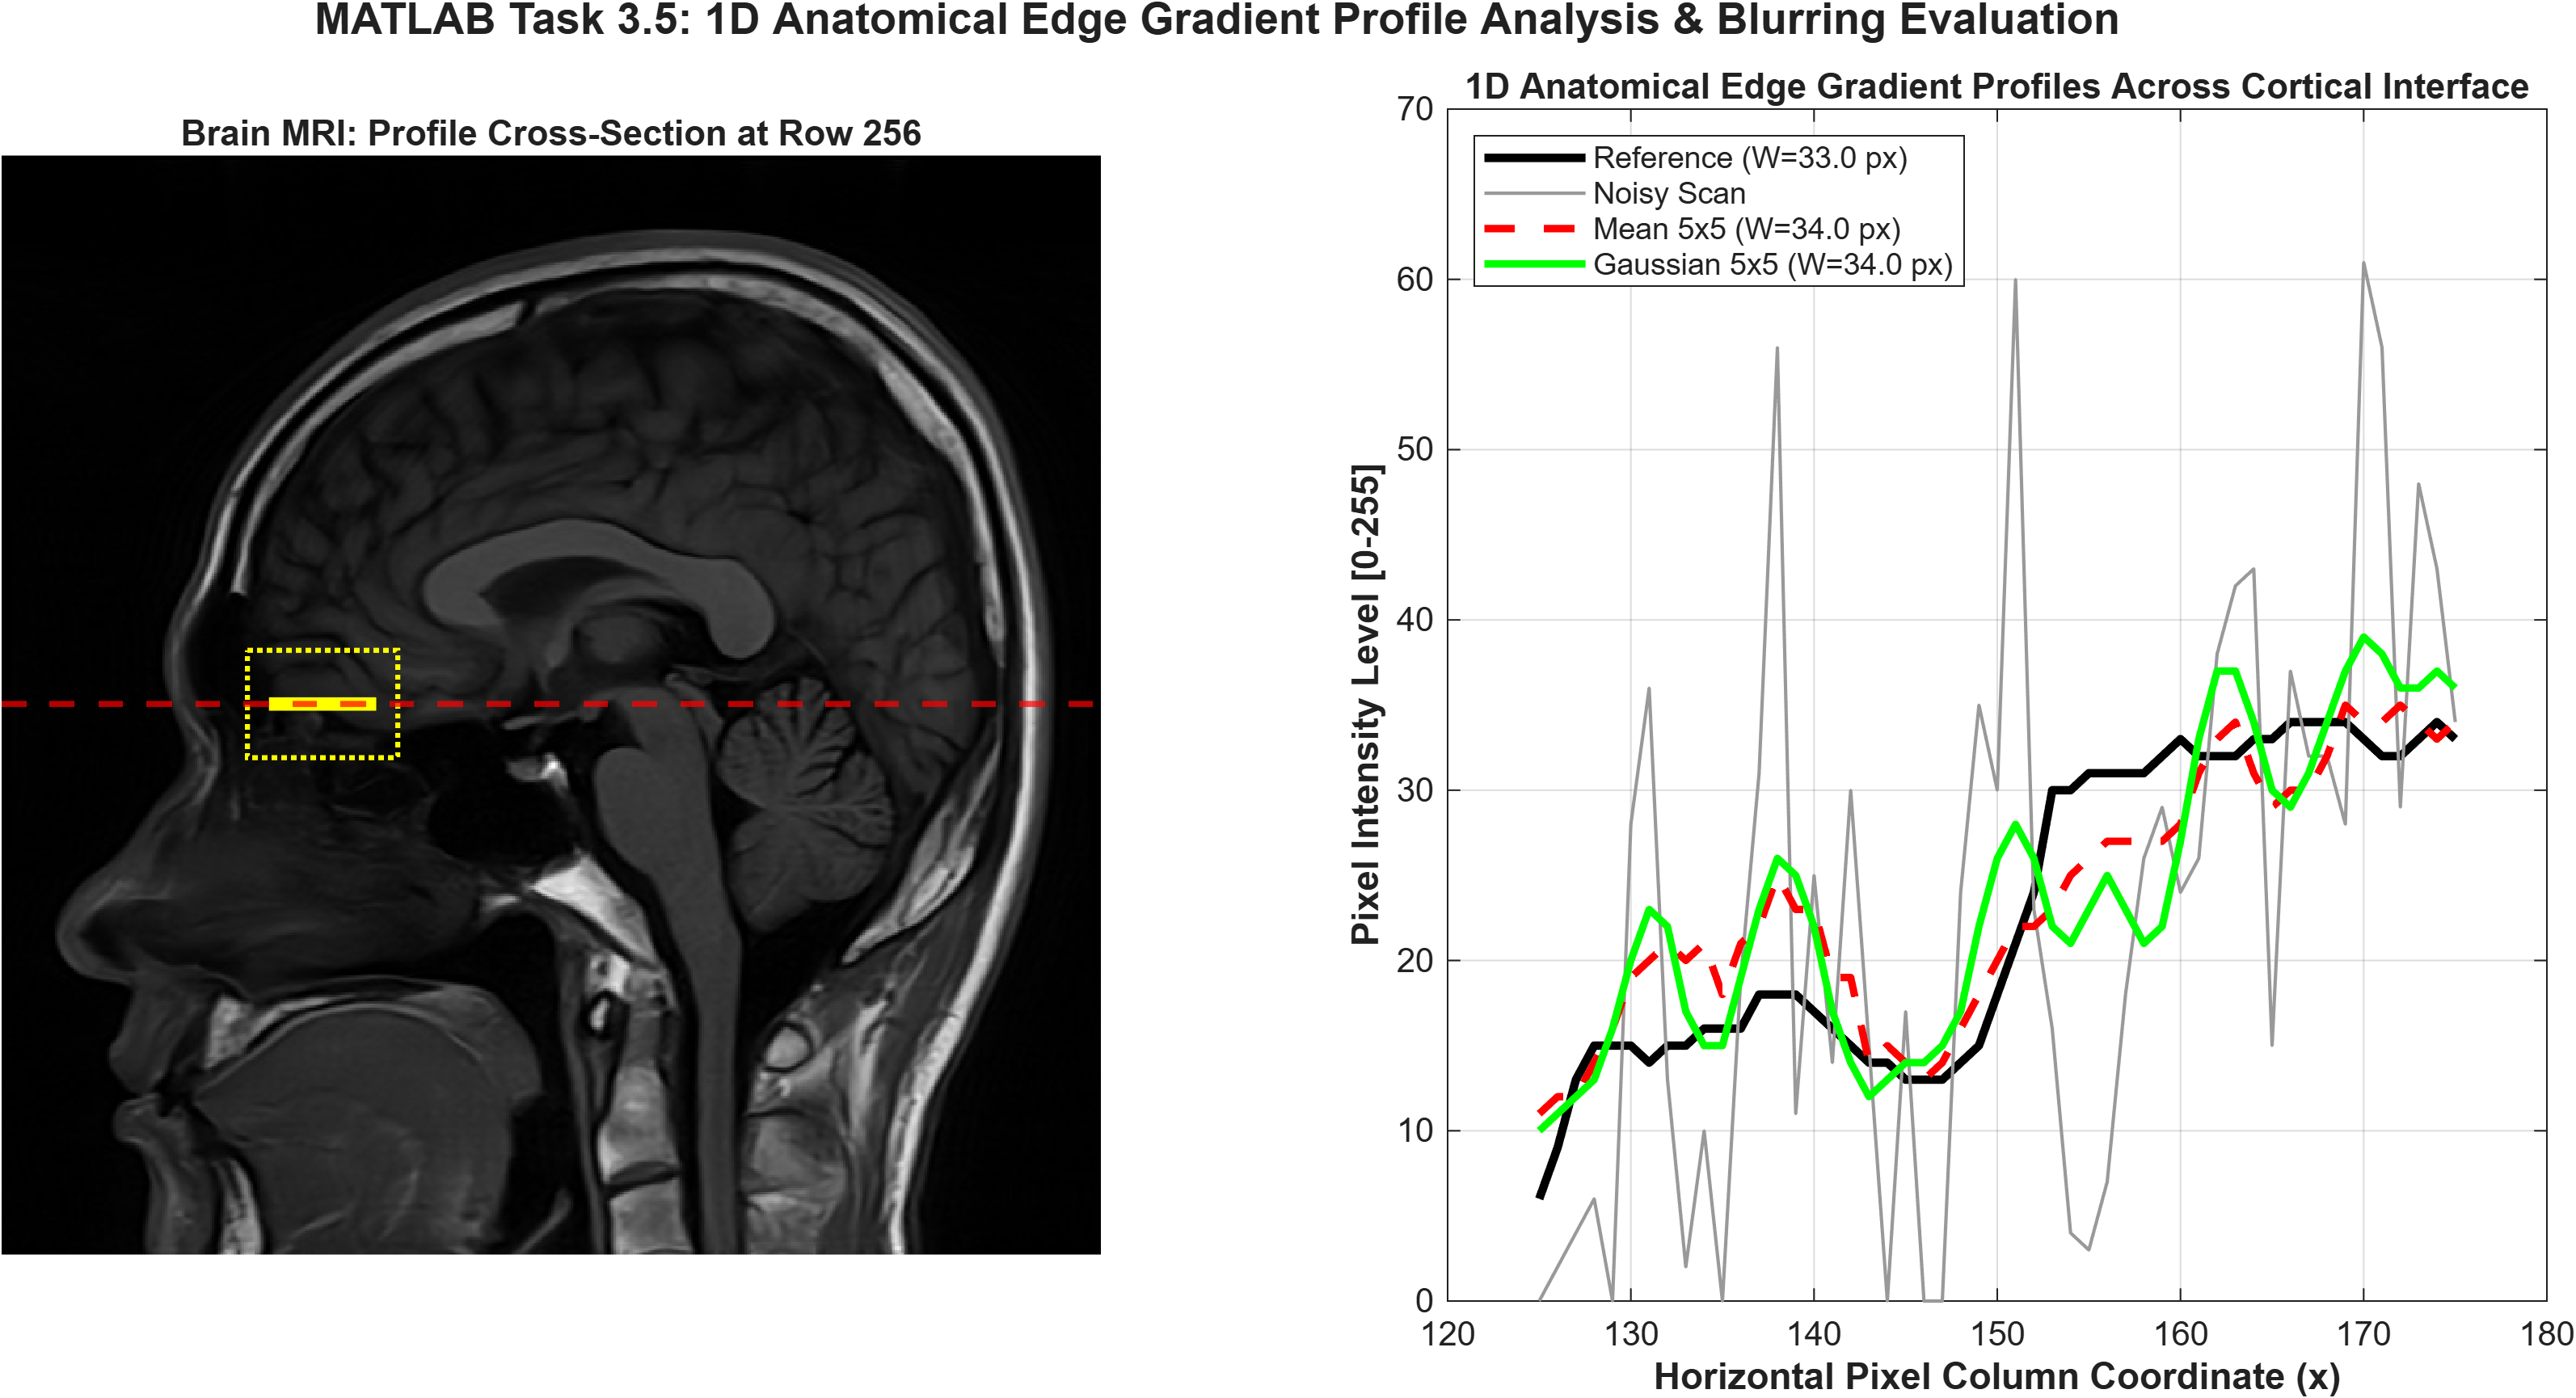 MATLAB Task 3.5: 1D Anatomical Edge Gradient Profile Analysis & Blurring Evaluation
Brain MRI: Profile Cross-Section at Row 256
1D Anatomical Edge Gradient Profiles Across Cortical Interface
Reference (W=33.0 px)
Noisy Scan
Mean 5x5 (W=34.0 px)
Gaussian 5x5 (W=34.0 px)
Pixel Intensity Level [0-255]
70
60
50
40
30
20
10
0
120 130 140 150 160 170 180
Horizontal Pixel Column Coordinate (x)